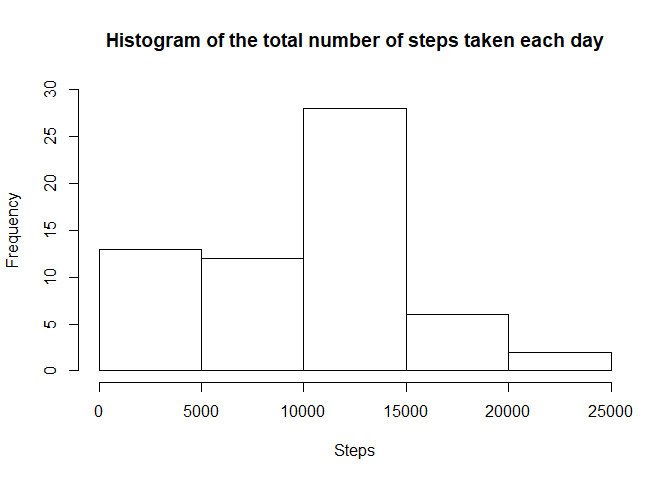 Histogram of the total number of steps taken each day
30
25
20
15
10
5
0
Frequency
0 5000 10000 15000 20000 25000
Steps